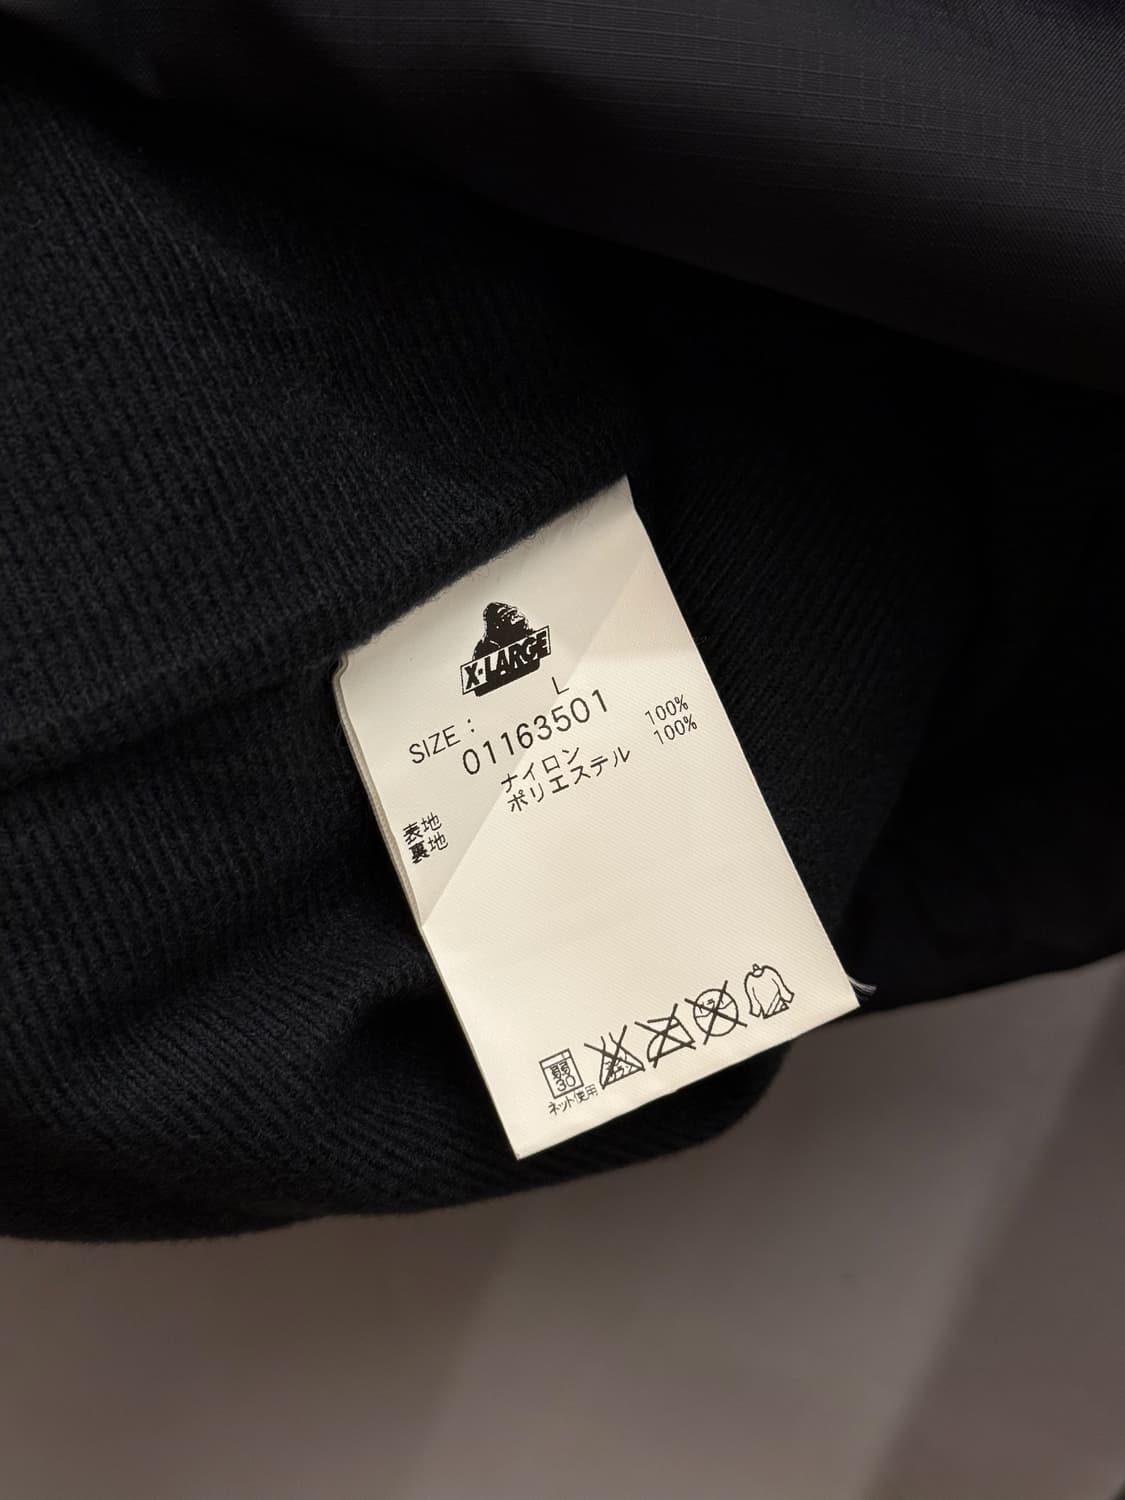 X-LARGE
SIZE: L
01163501
表地 ナイロン 100%
裏地 ポリエステル 100%
弱 30
ネット使用